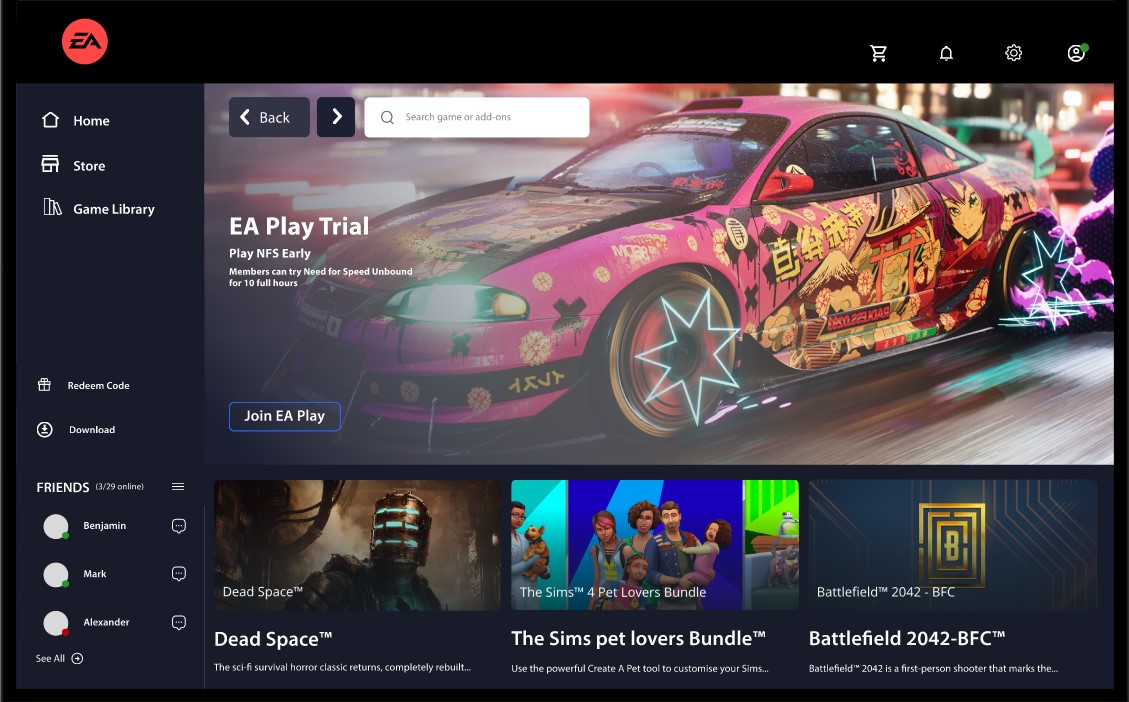 EA
Home
Store
Game Library
Redeem Code
Download
FRIENDS (3/29 online)
Benjamin
Mark
Alexander
See All
Back
Search game or add-ons
EA Play Trial
Play NFS Early
Members can try Need for Speed Unbound
for 10 full hours
Join EA Play
イレスト
Dead Space™
The Sims™ 4 Pet Lovers Bundle
Battlefield™ 2042 - BFC
B
Dead Space™
The sci-fi survival horror classic returns, completely rebuilt...
The Sims pet lovers Bundle™
Use the powerful Create A Pet tool to customise your Sims...
Battlefield 2042-BFC™
Battlefield™ 2042 is a first-person shooter that marks the...